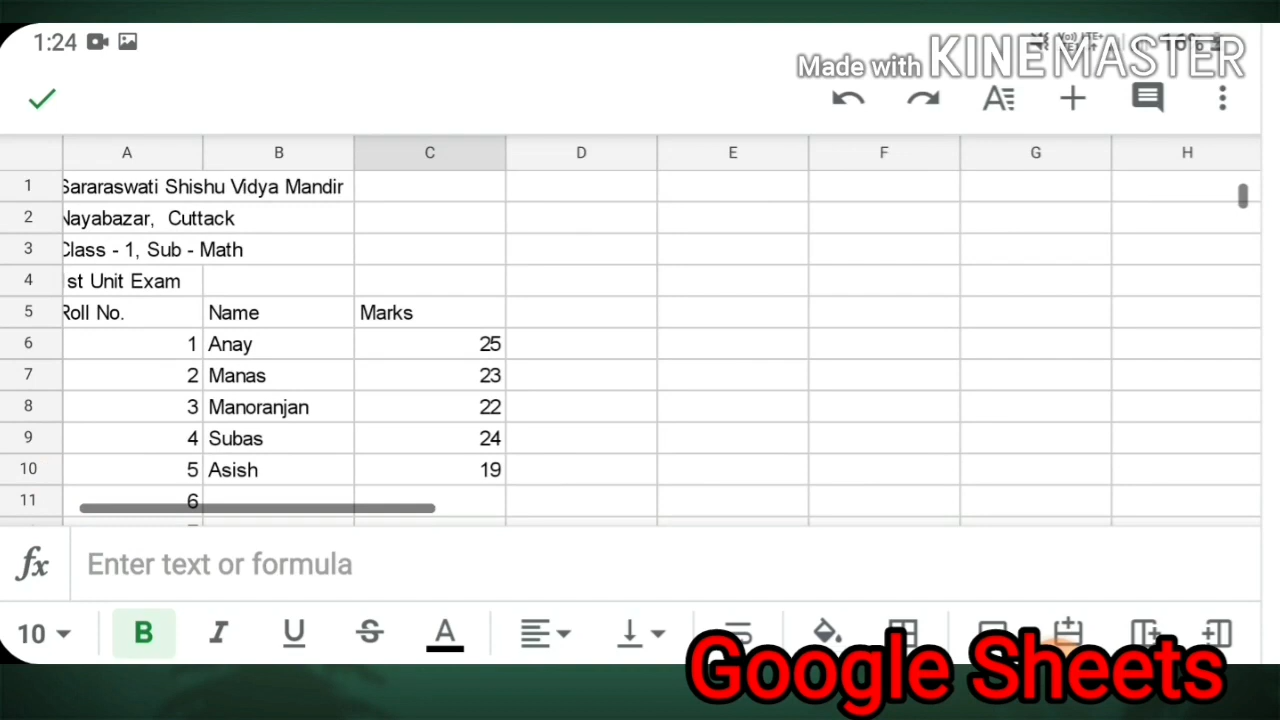 1:24
16%
Made with KINEMASTER
A B C D E F G H
1 Sararaswati Shishu Vidya Mandir
2 Nayabazar, Cuttack
3 Class - 1, Sub - Math
4 1st Unit Exam
5 Roll No. Name Marks
6 1 Anay 25
7 2 Manas 23
8 3 Manoranjan 22
9 4 Subas 24
10 5 Asish 19
11 6
fx Enter text or formula
10 B I U S A
Google Sheets